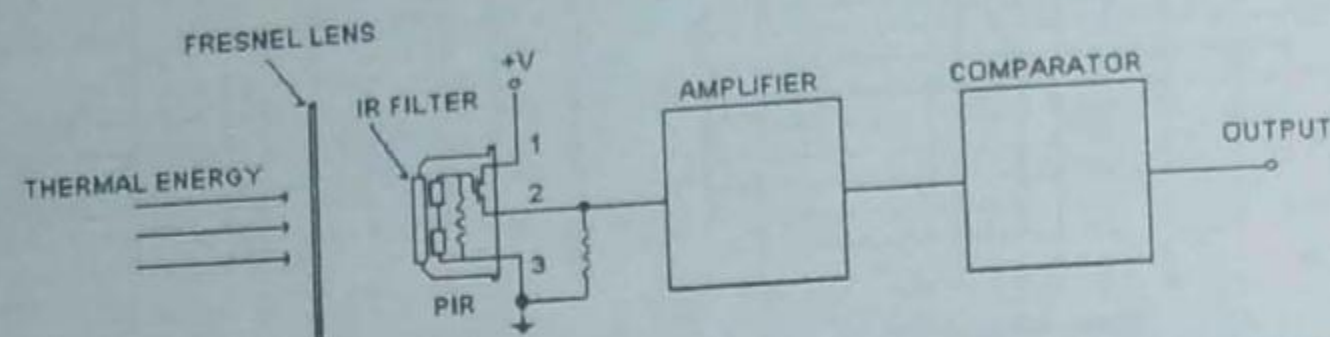 FRESNEL LENS
+V
IR FILTER
AMPLIFIER
COMPARATOR
1
OUTPUT
THERMAL ENERGY
2
3
PIR